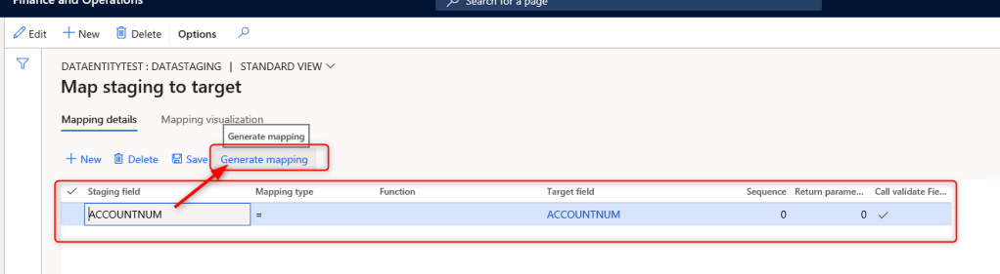 Finance and Operations
Search for a page
Edit New Delete Options
DATAENTITYTEST : DATASTAGING | STANDARD VIEW
Map staging to target
Mapping details Mapping visualization
Generate mapping
New Delete Save Generate mapping
Staging field Mapping type Function Target field Sequence Return parame... Call validate Fie...
ACCOUNTNUM = ACCOUNTNUM 0 0